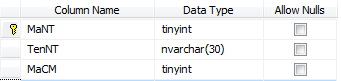 Column Name Data Type Allow Nulls
MaNT tinyint
TenNT nvarchar(30)
MaCM tinyint